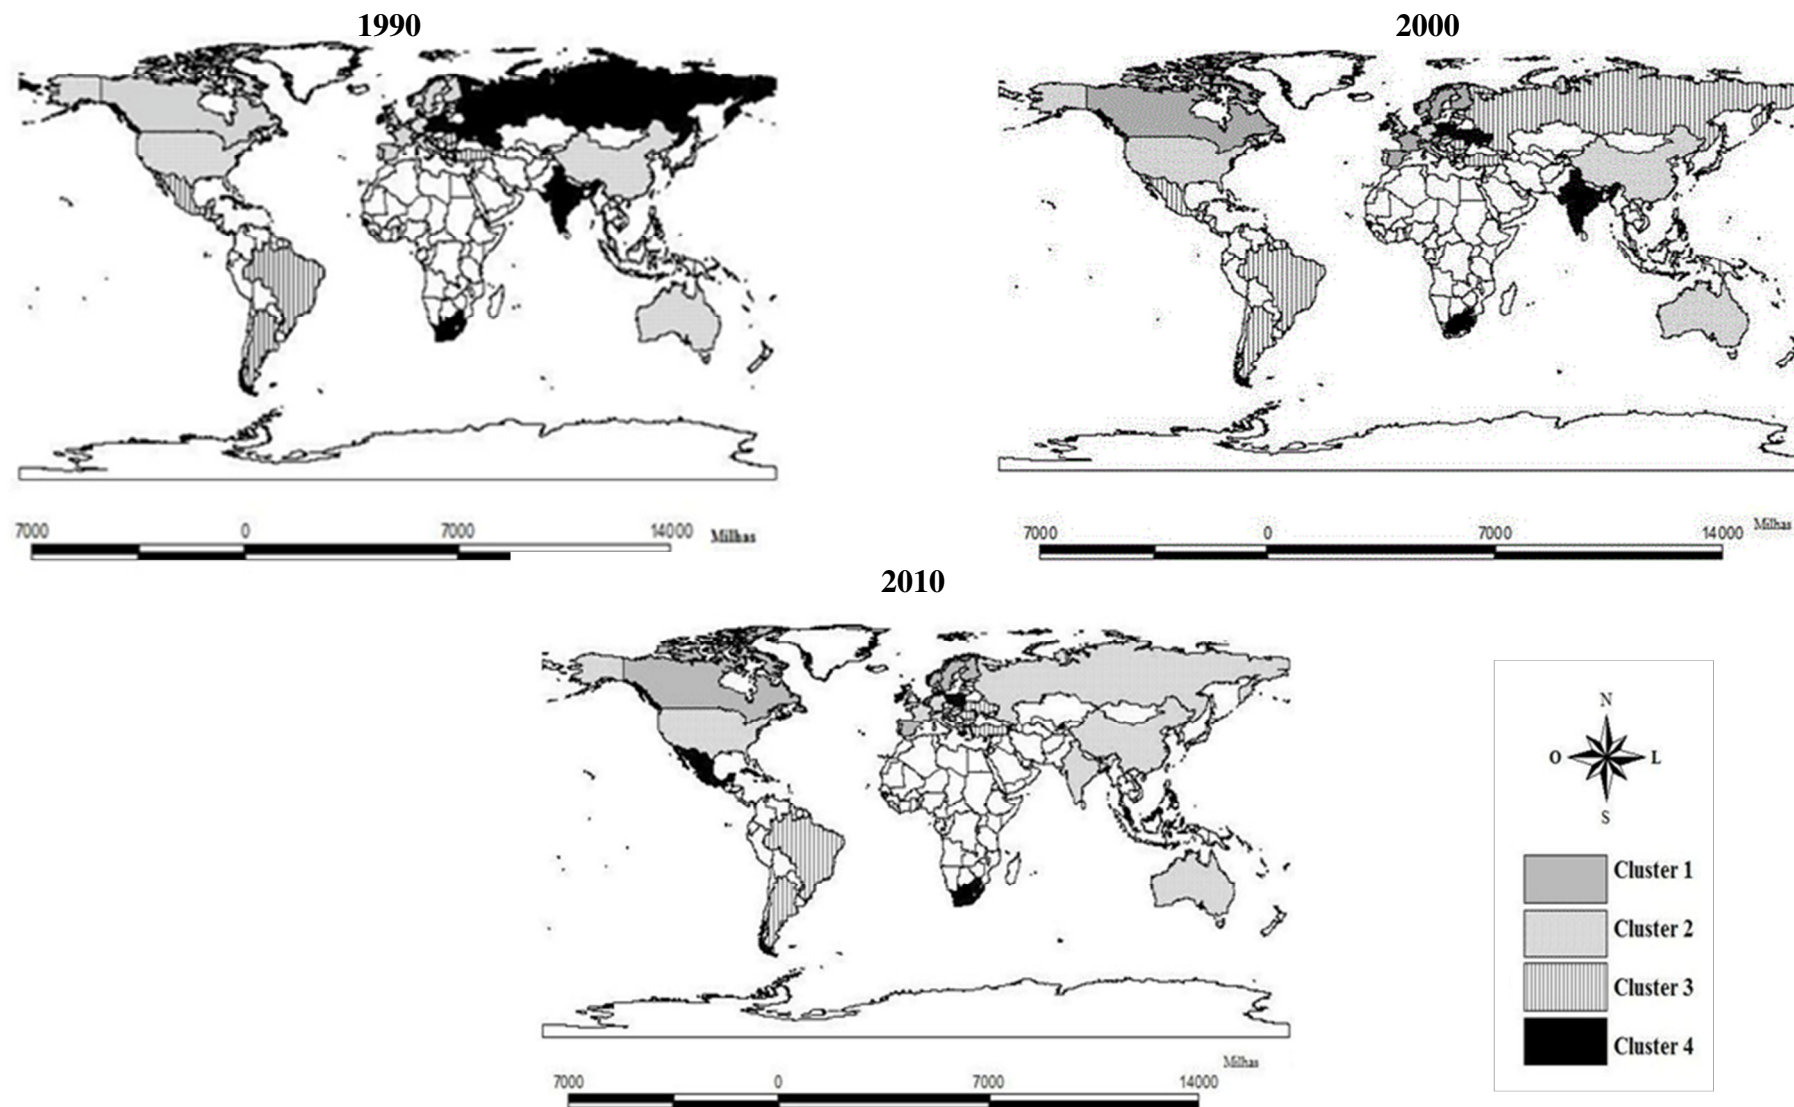 1990
2000
7000 0 7000 14000 Milhas
7000 0 7000 14000 Milhas
2010
N
O L
S
Cluster 1
Cluster 2
Cluster 3
Cluster 4
Milhas
7000 0 7000 14000